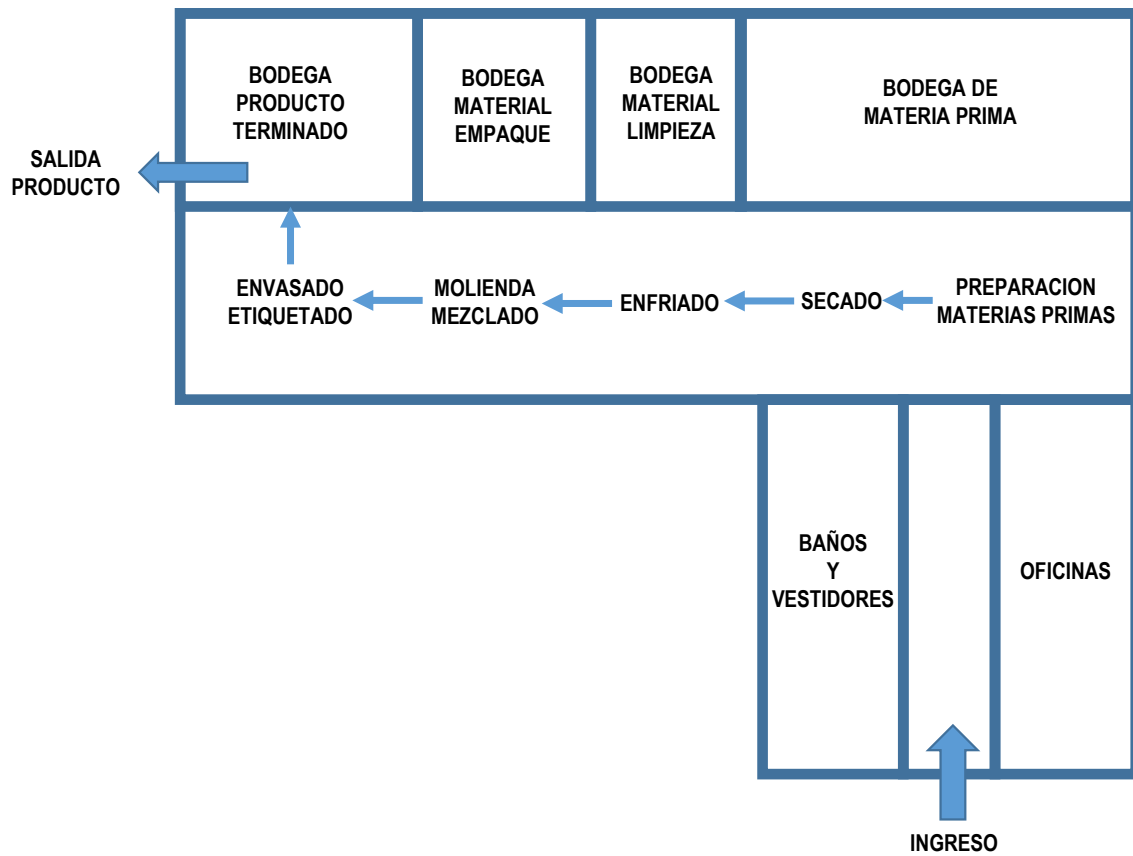 BODEGA
PRODUCTO
TERMINADO
BODEGA
MATERIAL
EMPAQUE
BODEGA
MATERIAL
LIMPIEZA
BODEGA DE
MATERIA PRIMA
SALIDA
PRODUCTO
ENVASADO
ETIQUETADO
MOLIENDA
MEZCLADO
ENFRIADO
SECADO
PREPARACION
MATERIAS PRIMAS
BAÑOS
Y
VESTIDORES
OFICINAS
INGRESO